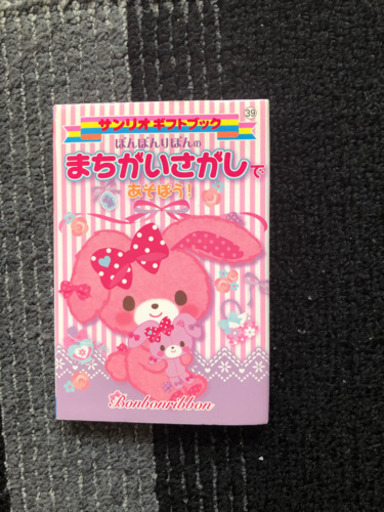 39
サンリオギフトブック
ぼんぼんりぼんの
まちがいさがしで
あそぼう!
Bonbonribbon